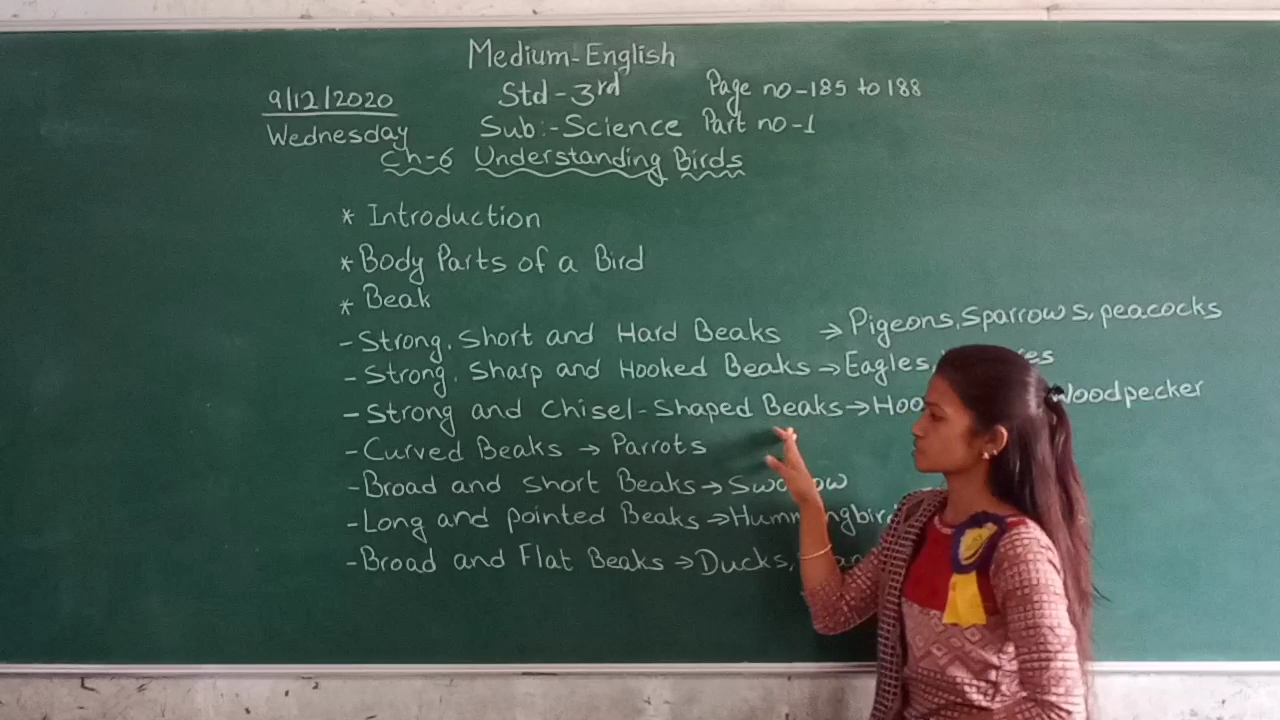 Medium-English
9/12/2020 Std-3rd Page no-185 to 188
Wednesday Sub:-Science Part no-1
Ch-6 Understanding Birds
* Introduction
* Body Parts of a Bird
* Beak
-Strong, Short and Hard Beaks → Pigeons, Sparrows, peacocks
-Strong, Sharp and Hooked Beaks → Eagles,
-Strong and Chisel-Shaped Beaks → Woodpecker
-Curved Beaks → Parrots
-Broad and Short Beaks → Swallow
-Long and pointed Beaks → Hummingbird
-Broad and Flat Beaks → Ducks,